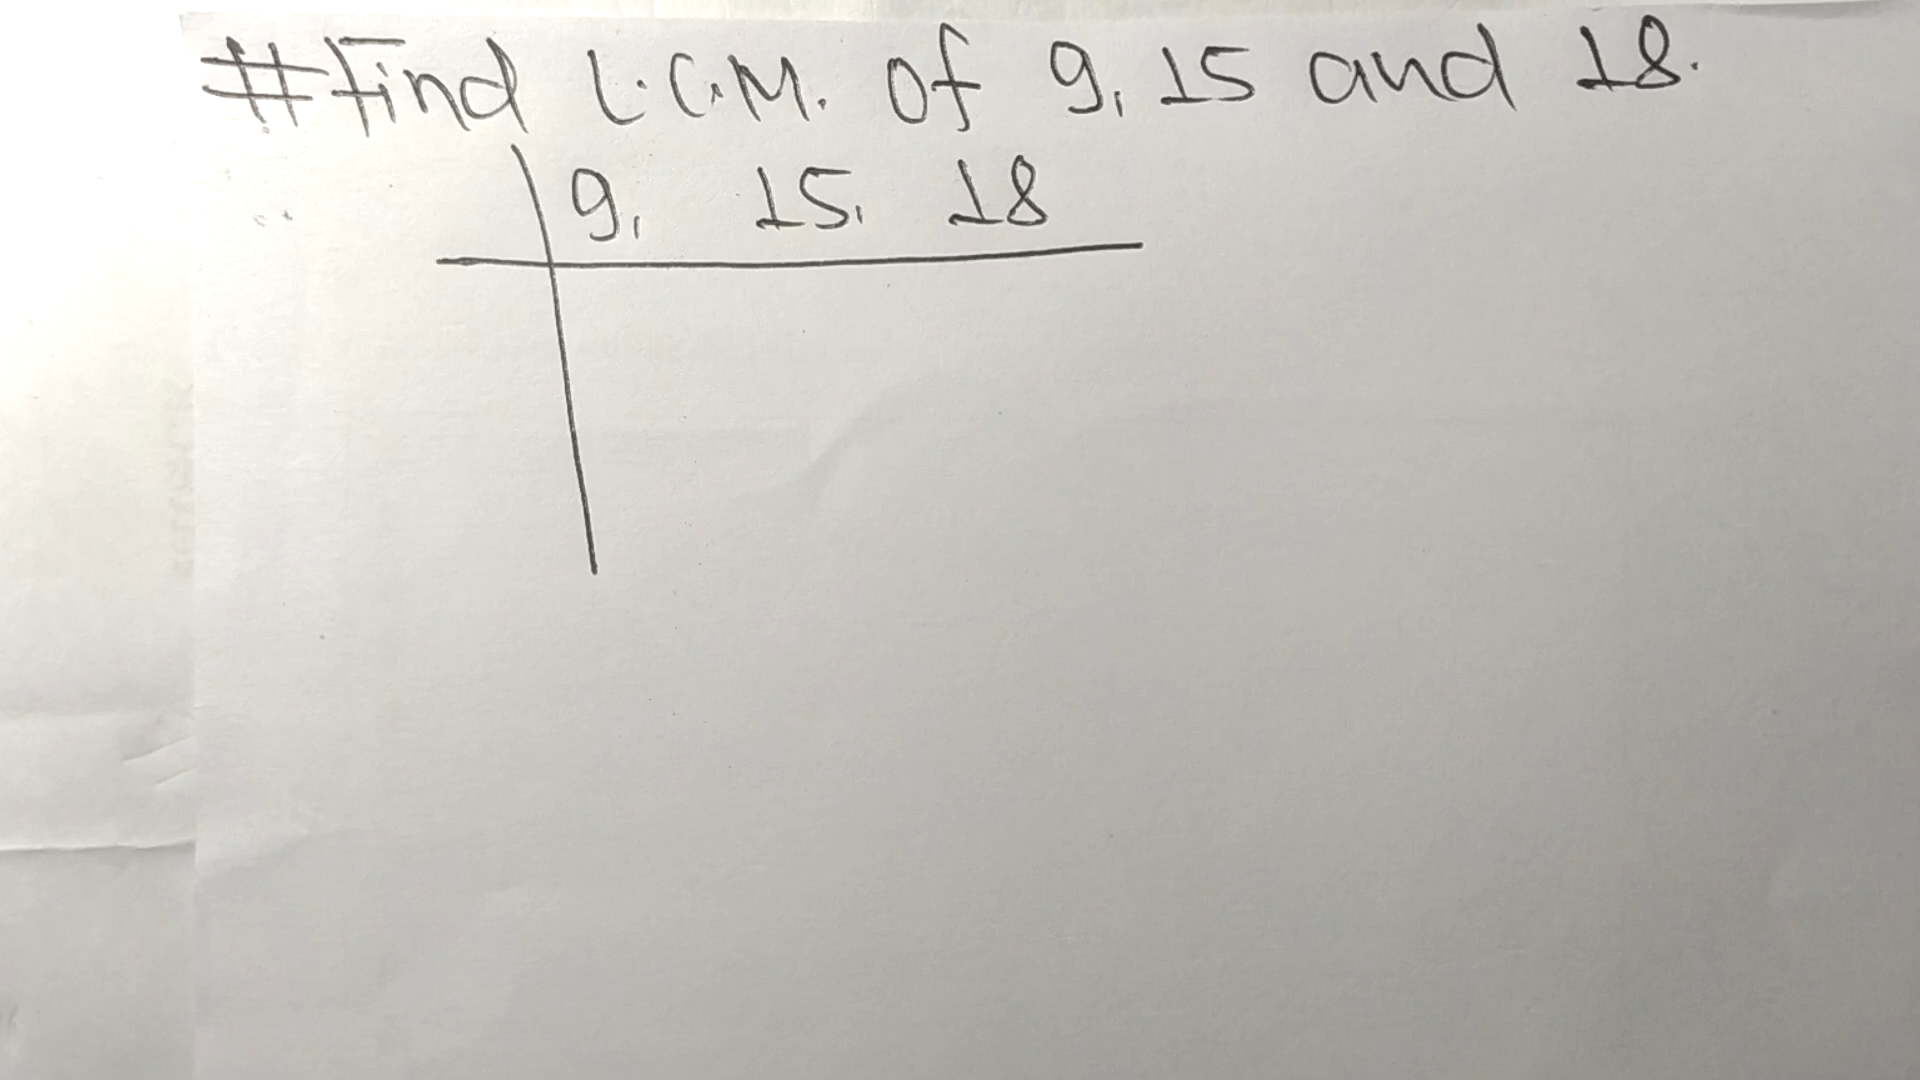 #Find L.C.M. of 9, 15 and 18.
9, 15, 18